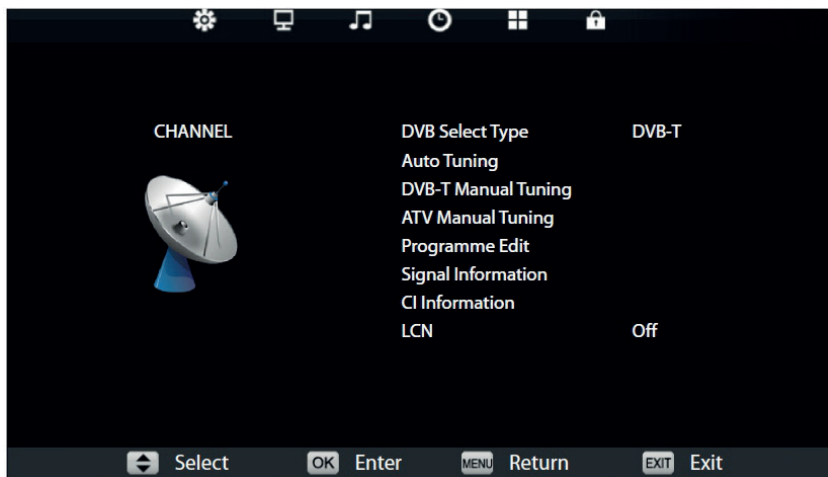 CHANNEL
DVB Select Type DVB-T
Auto Tuning
DVB-T Manual Tuning
ATV Manual Tuning
Programme Edit
Signal Information
CI Information
LCN Off
Select OK Enter MENU Return EXIT Exit